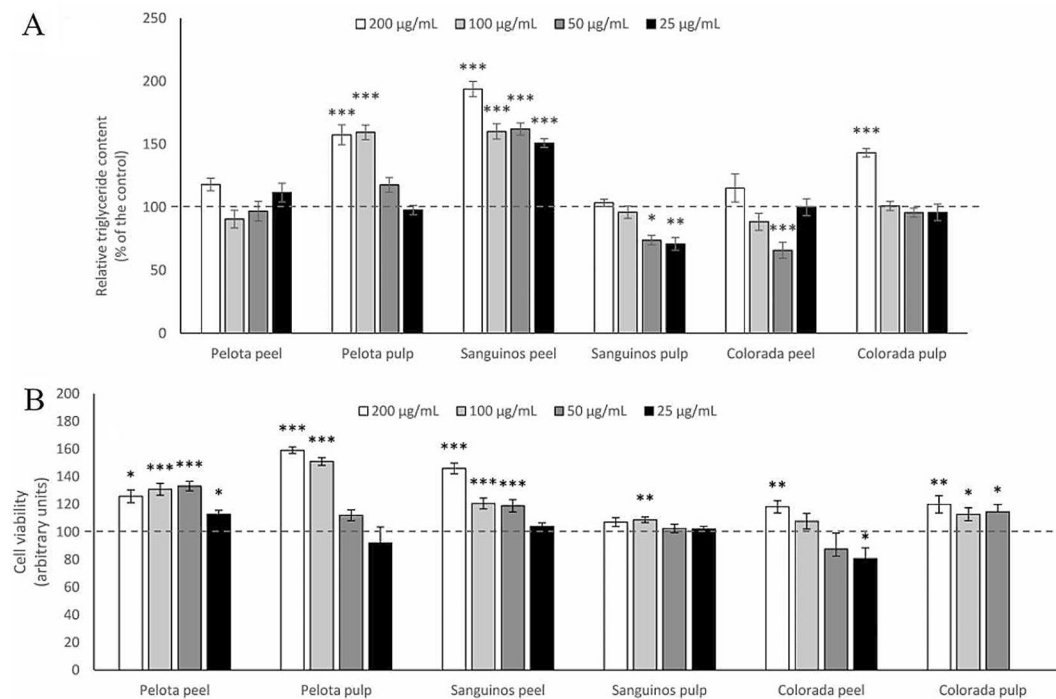 A
250
200 µg/mL 100 µg/mL 50 µg/mL 25 µg/mL
200
150
100
50
0
Relative triglyceride content
(% of the control)
*** *** *** *** *** *** * ** *** ***
Pelota peel Pelota pulp Sanguinos peel Sanguinos pulp Colorada peel Colorada pulp
B
200
200 µg/mL 100 µg/mL 50 µg/mL 25 µg/mL
180
160
140
120
100
80
60
40
20
0
Cell viability
(arbitrary units)
* *** *** * *** *** *** *** *** ** ** * ** * *
Pelota peel Pelota pulp Sanguinos peel Sanguinos pulp Colorada peel Colorada pulp